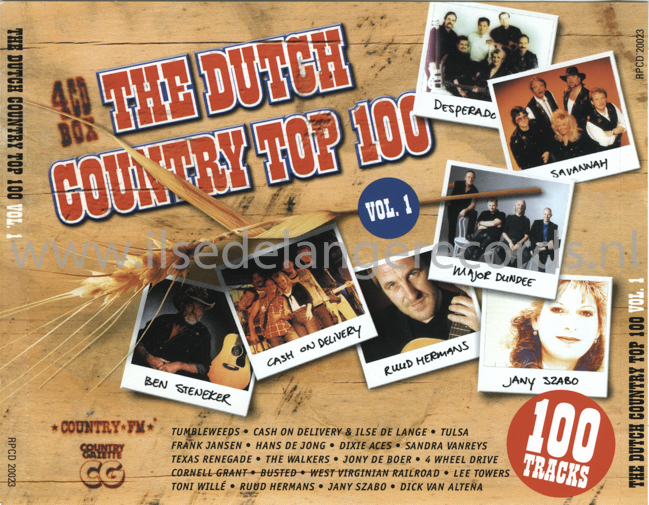 THE DUTCH COUNTRY TOP 100 VOL. 1
4 CD
BOX
THE DUTCH
COUNTRY TOP 100
VOL. 1
DESPERADO
SAVANNAH
MAJOR DUNDEE
BEN STENEKER
CASH ON DELIVERY
RUUD HERMANS
JANY SZABO
www.ilsedelangerecords.nl
COUNTRY FM
COUNTRY
GAZETTE
CG
TUMBLEWEEDS • CASH ON DELIVERY & ILSE DE LANGE • TULSA
FRANK JANSEN • HANS DE JONG • DIXIE ACES • SANDRA VANREYS
TEXAS RENEGADE • THE WALKERS • JONY DE BOER • 4 WHEEL DRIVE
CORNELL GRANT • BUSTED • WEST VIRGINIAN RAILROAD • LEE TOWERS
TONI WILLÉ • RUUD HERMANS • JANY SZABO • DICK VAN ALTENA
100
TRACKS
RPCD 20023
RPCD 20023
THE DUTCH COUNTRY TOP 100 VOL. 1